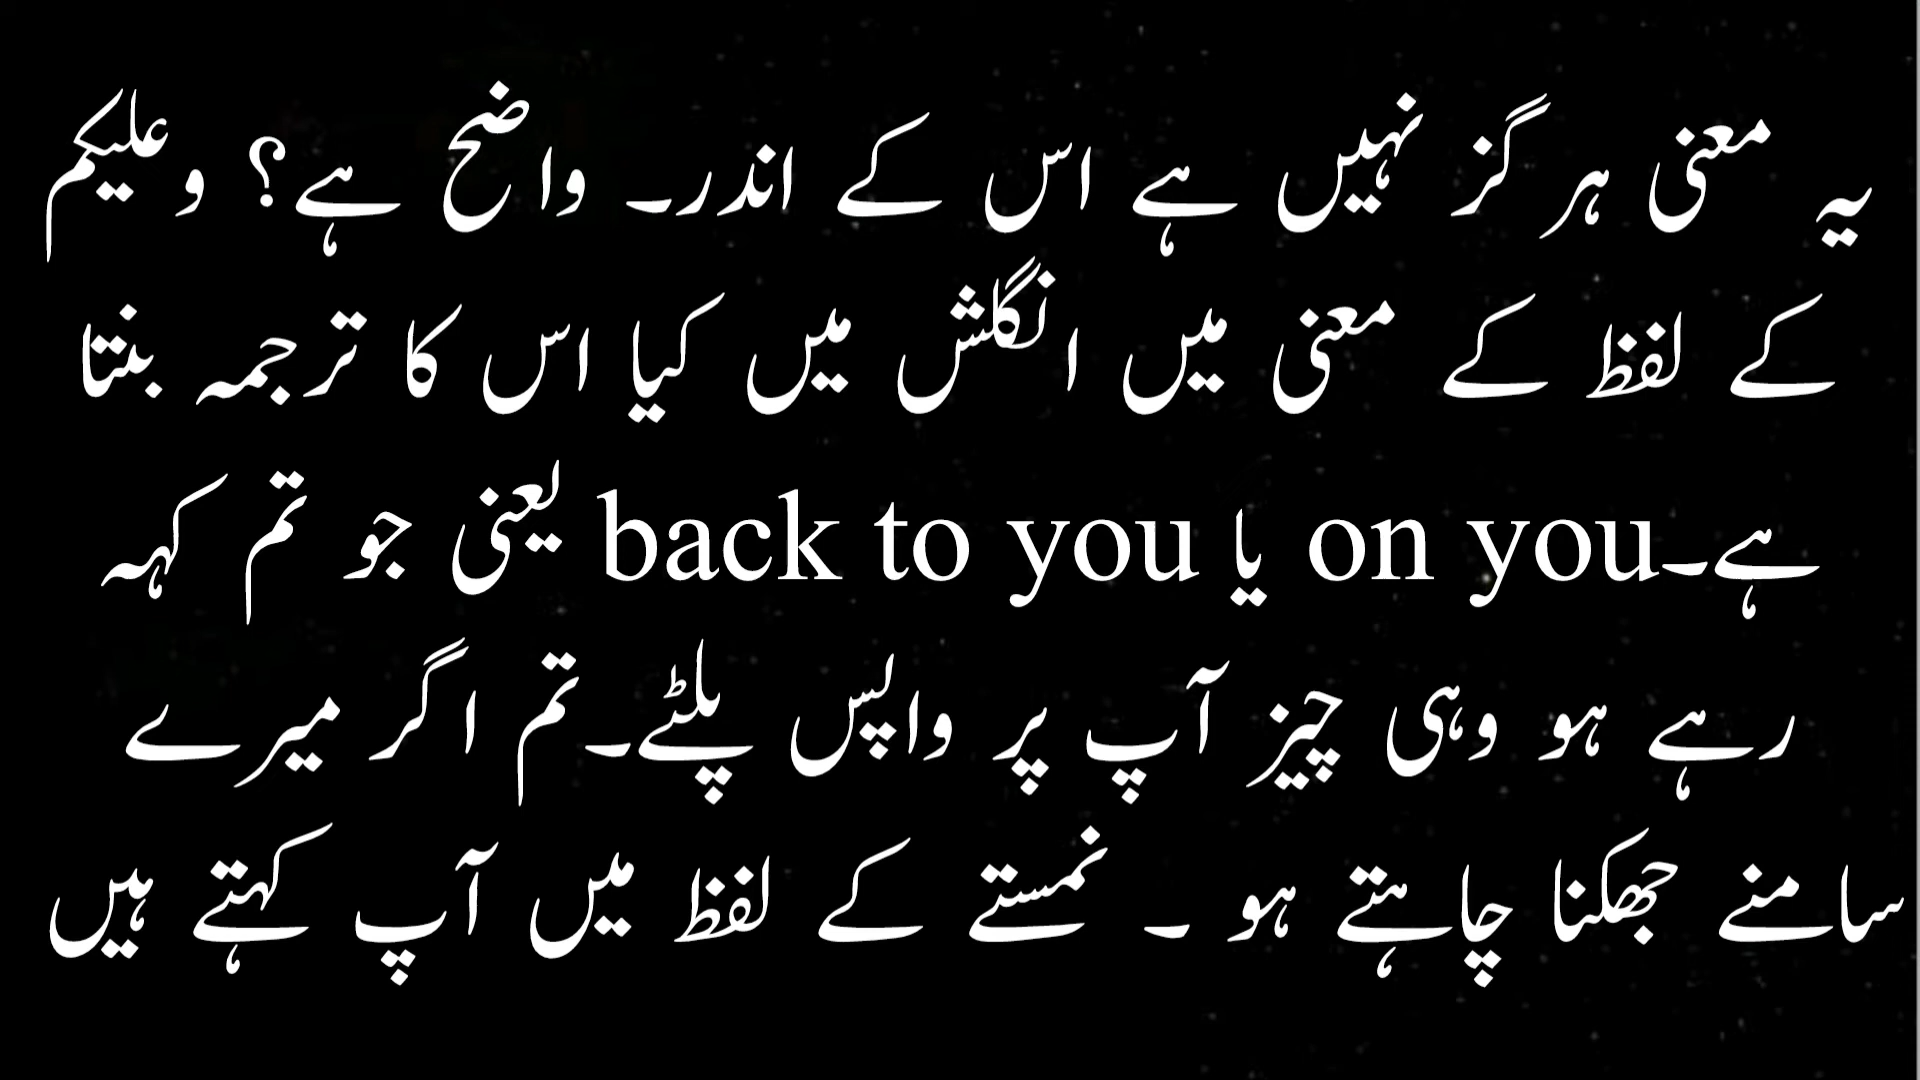 یہ معنی ہرگز نہیں ہے اس کے اندر۔ واضح ہے؟ وعلیکم
کے لفظ کے معنی میں انگلش میں کیا اس کا ترجمہ بنتا
ہے۔on you یا back to you یعنی جو تم کہہ
رہے ہو وہی چیز آپ پر واپس پلٹے۔تم اگر میرے
سامنے جھکنا چاہتے ہو ۔ نمستے کے لفظ میں آپ کہتے ہیں